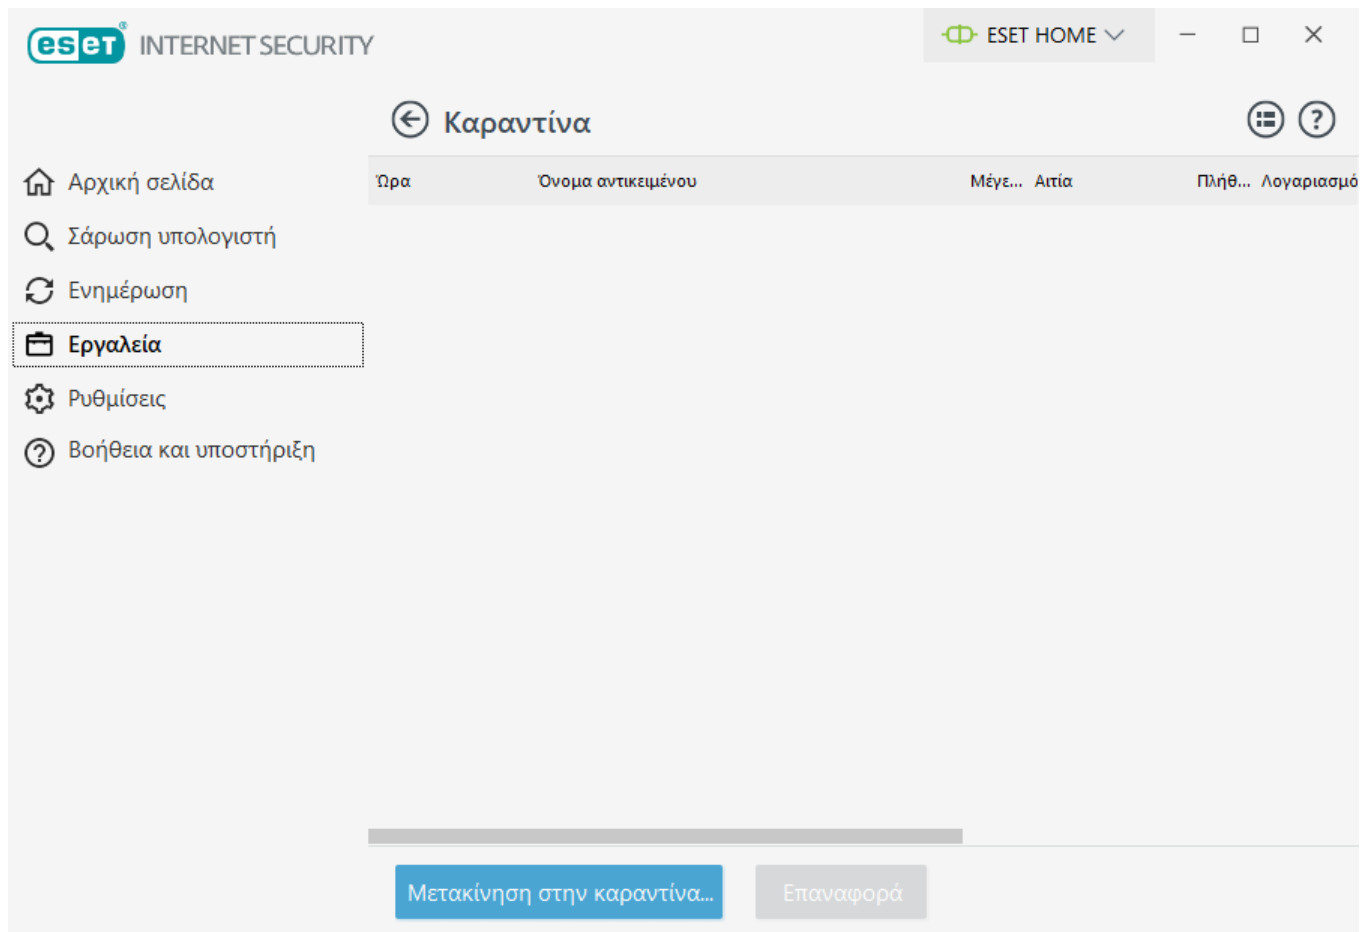 eset® INTERNET SECURITY
ESET HOME
Καραντίνα
Ώρα Όνομα αντικειμένου Μέγε... Αιτία Πλήθ... Λογαριασμό
Αρχική σελίδα
Σάρωση υπολογιστή
Ενημέρωση
Εργαλεία
Ρυθμίσεις
Βοήθεια και υποστήριξη
Μετακίνηση στην καραντίνα... Επαναφορά